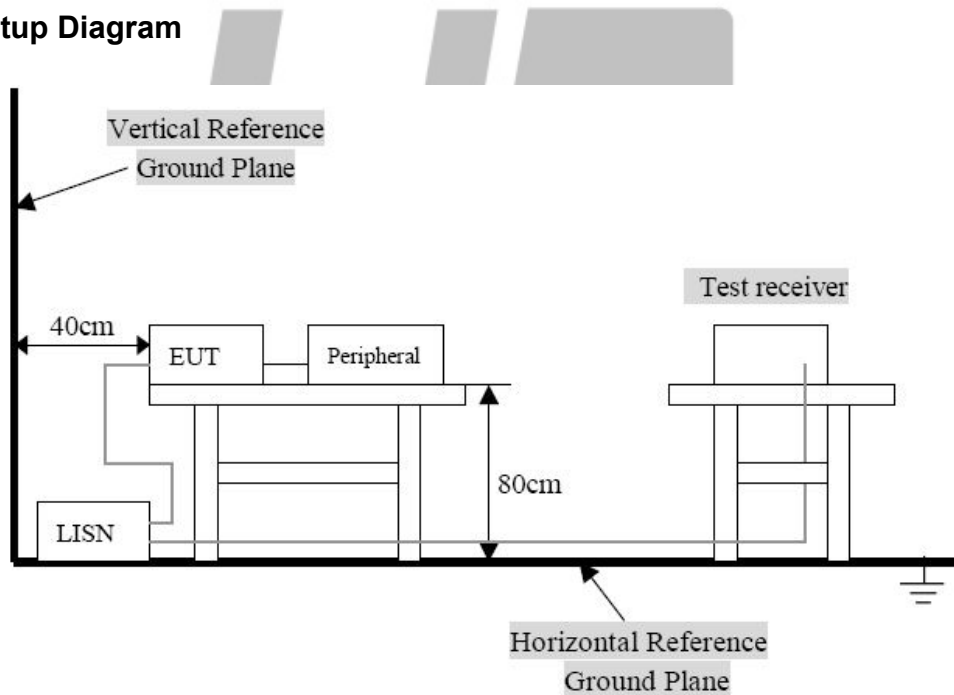 tup Diagram
Vertical Reference
Ground Plane
Test receiver
40cm
EUT
Peripheral
80cm
LISN
Horizontal Reference
Ground Plane